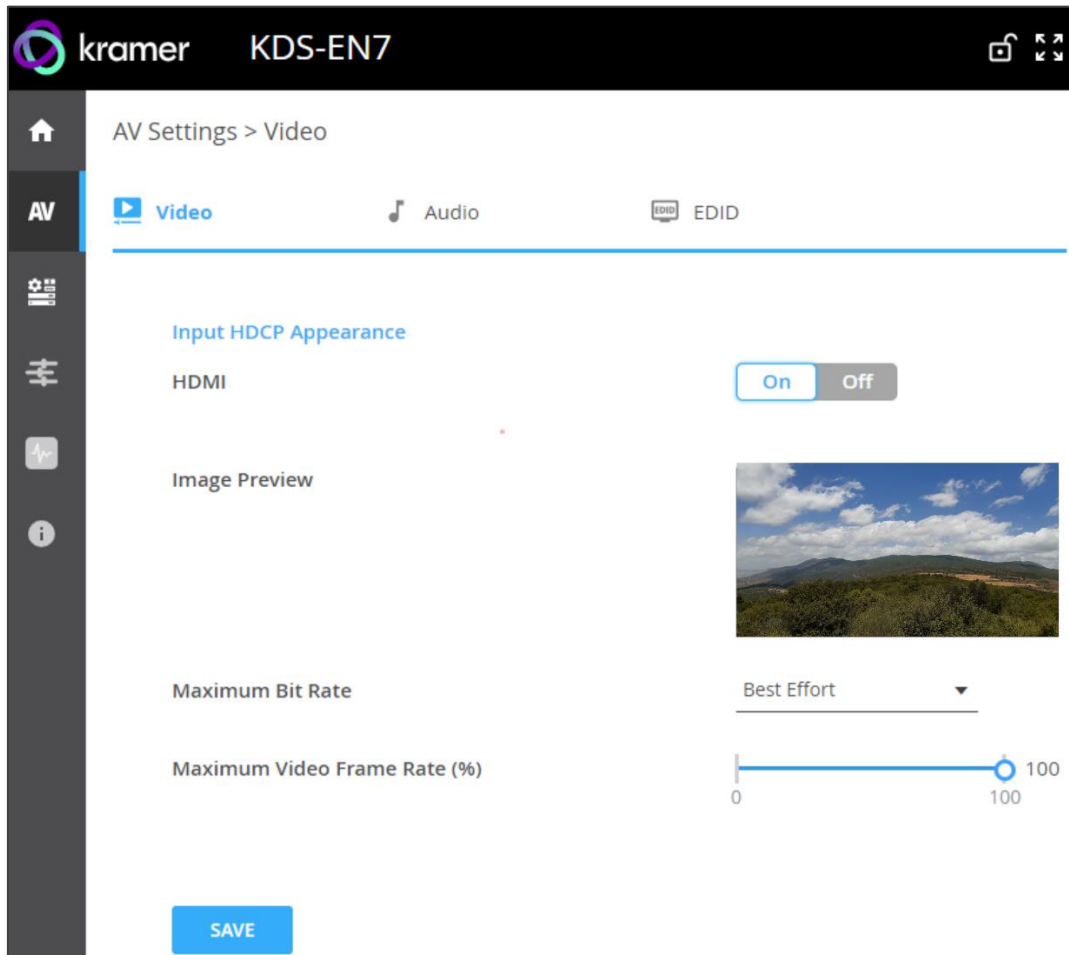 kramer KDS-EN7
AV Settings > Video
AV
Video Audio EDID EDID
Input HDCP Appearance
HDMI On Off
Image Preview
Maximum Bit Rate Best Effort
Maximum Video Frame Rate (%) 100
0 100
SAVE